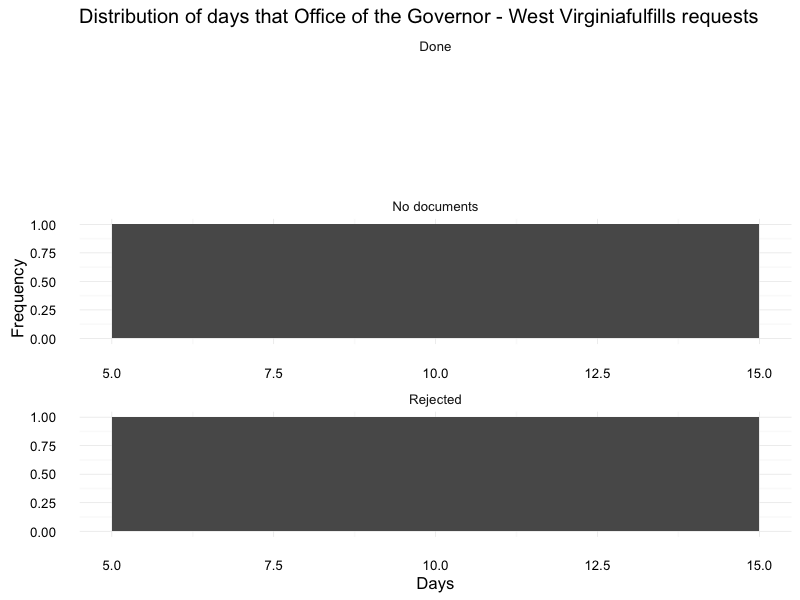 Distribution of days that Office of the Governor - West Virginiafulfills requests
Done
No documents
1.00
0.75
0.50
0.25
0.00
5.0 7.5 10.0 12.5 15.0
Frequency
Rejected
1.00
0.75
0.50
0.25
0.00
5.0 7.5 10.0 12.5 15.0
Days